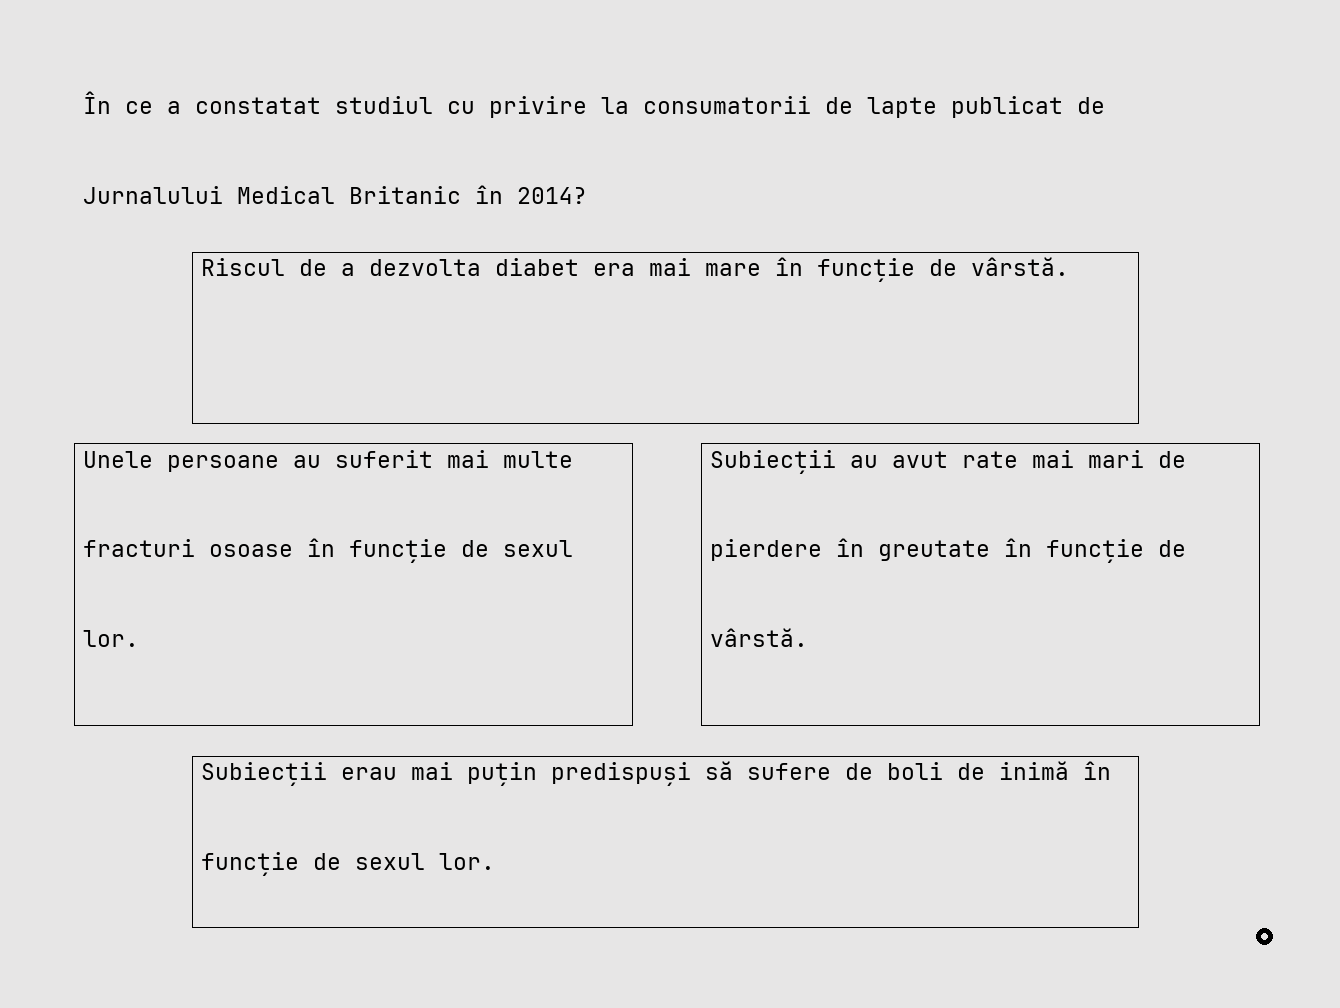 În ce a constatat studiul cu privire la consumatorii de lapte publicat de
Jurnalului Medical Britanic în 2014?
Riscul de a dezvolta diabet era mai mare în funcție de vârstă.
Unele persoane au suferit mai multe
fracturi osoase în funcție de sexul
lor.
Subiecții au avut rate mai mari de
pierdere în greutate în funcție de
vârstă.
Subiecții erau mai puțin predispuși să sufere de boli de inimă în
funcție de sexul lor.